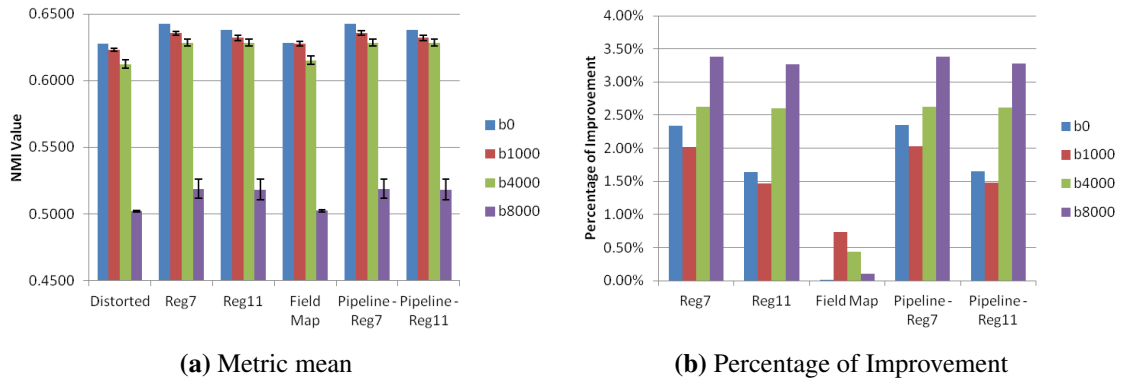 0.6500
0.6000
0.5500
0.5000
0.4500
NMI Value
Distorted
Reg7
Reg11
Field Map
Pipeline - Reg7
Pipeline - Reg11
b0
b1000
b4000
b8000
(a) Metric mean
4.00%
3.50%
3.00%
2.50%
2.00%
1.50%
1.00%
0.50%
0.00%
Percentage of Improvement
Reg7
Reg11
Field Map
Pipeline - Reg7
Pipeline - Reg11
b0
b1000
b4000
b8000
(b) Percentage of Improvement